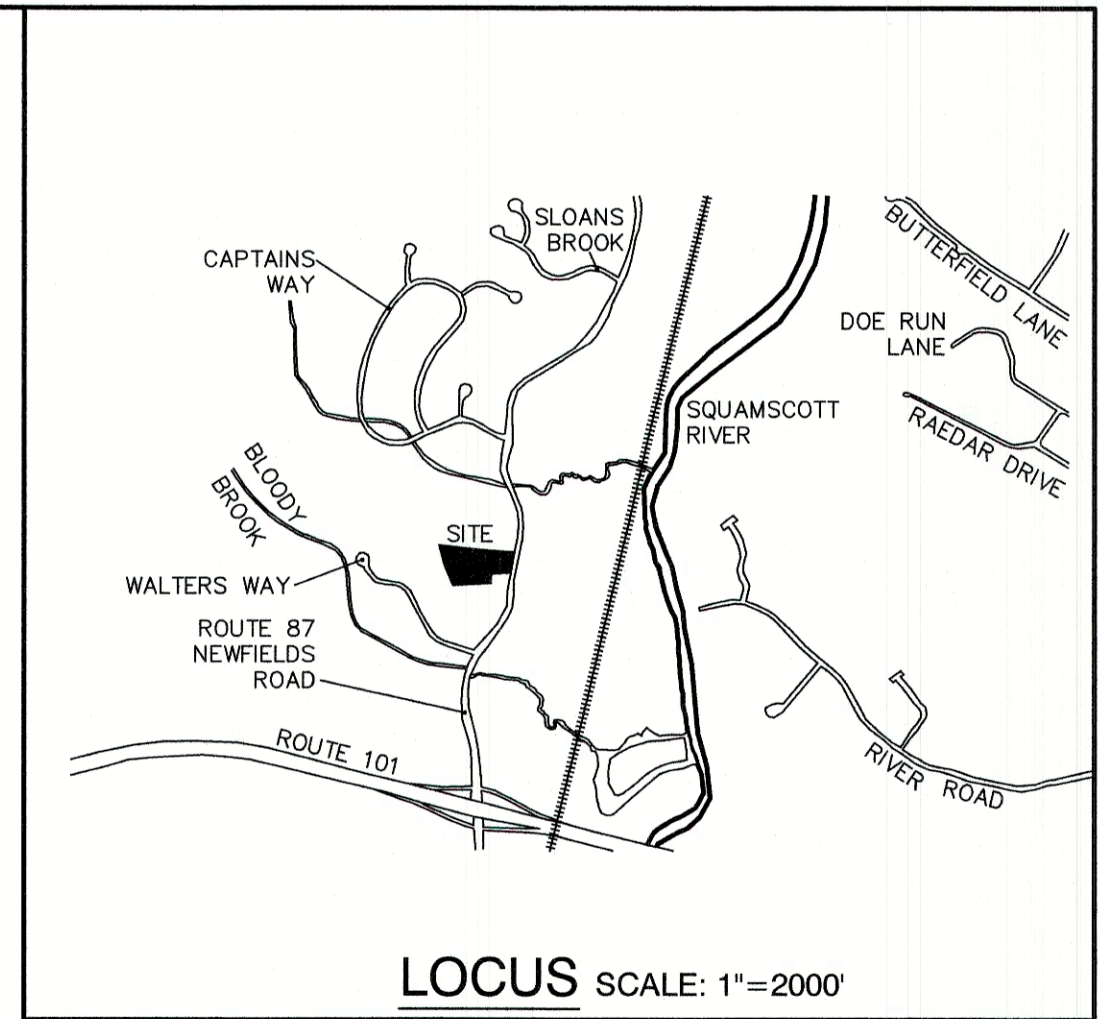 SLOANS
BROOK
CAPTAINS
WAY
BUTTERFIELD LANE
DOE RUN
LANE
SQUAMSCOTT
RIVER
RAEDAR DRIVE
BLOODY
BROOK
SITE
WALTERS WAY
ROUTE 87
NEWFIELDS
ROAD
ROUTE 101
RIVER ROAD
LOCUS SCALE: 1"=2000'